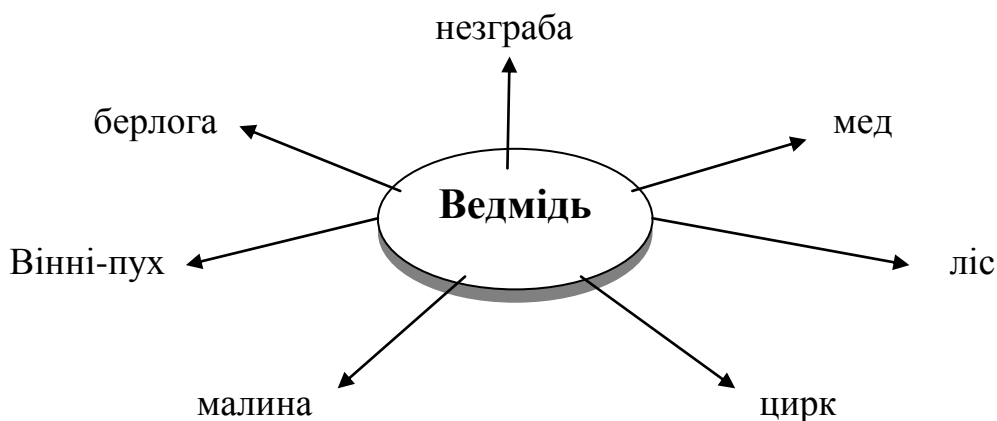 незграба
берлога
мед
Ведмідь
Вінні-пух
ліс
малина
цирк